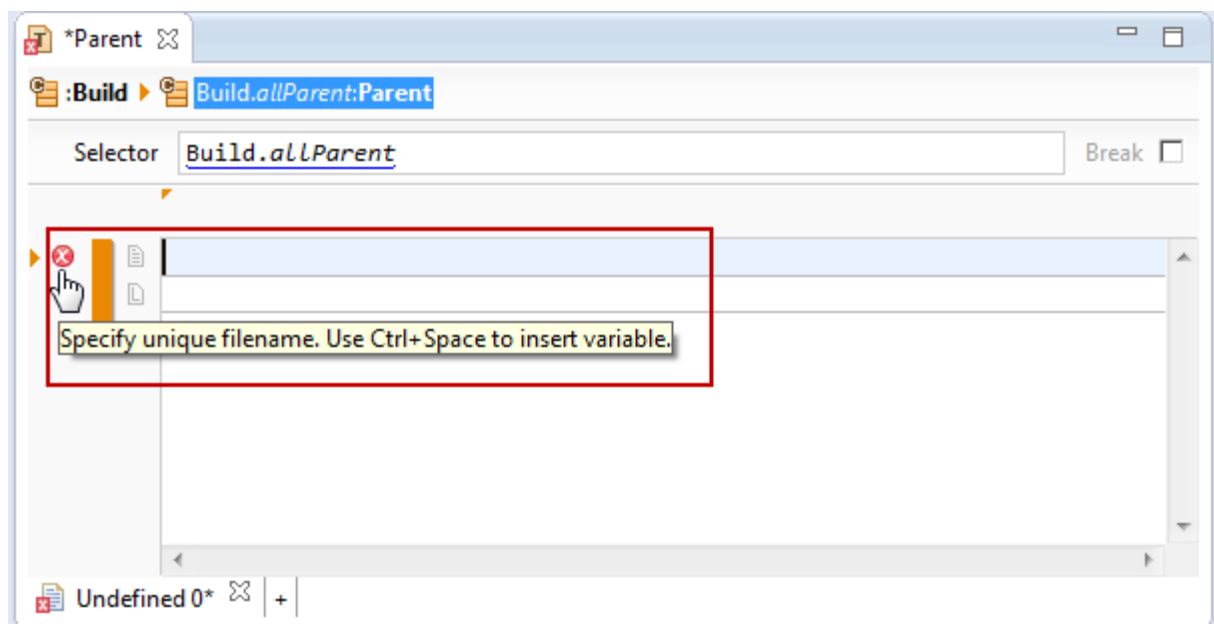 *Parent
:Build Build.allParent:Parent
Selector Build.allParent Break
Specify unique filename. Use Ctrl+Space to insert variable.
Undefined 0* +